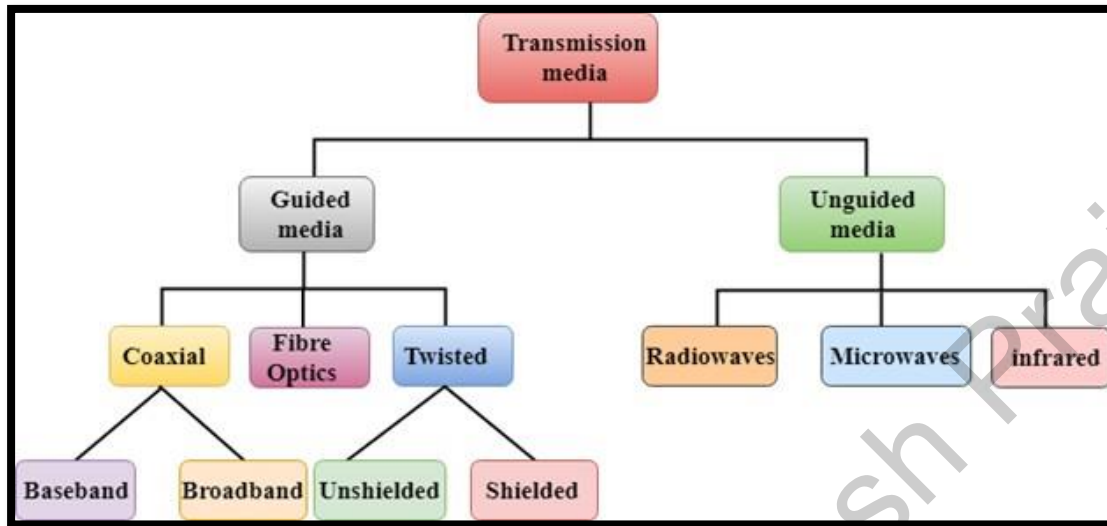 Transmission
media
Guided
media
Unguided
media
Coaxial
Fibre
Optics
Twisted
Radiowaves
Microwaves
infrared
Baseband
Broadband
Unshielded
Shielded